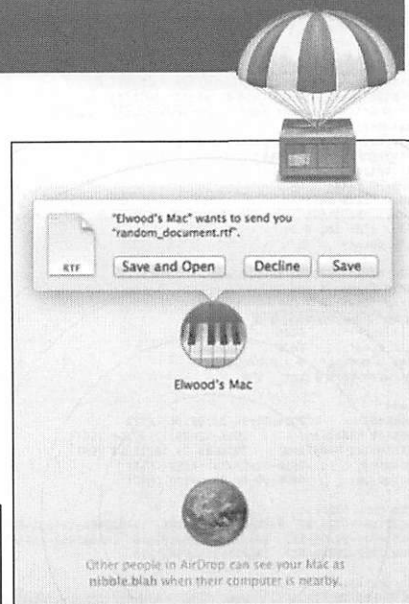 "Elwood's Mac" wants to send you
"random_document.rtf".
RTF
Save and Open
Decline
Save
Elwood's Mac
Other people in AirDrop can see your Mac as
nibble.blah when their computer is nearby.